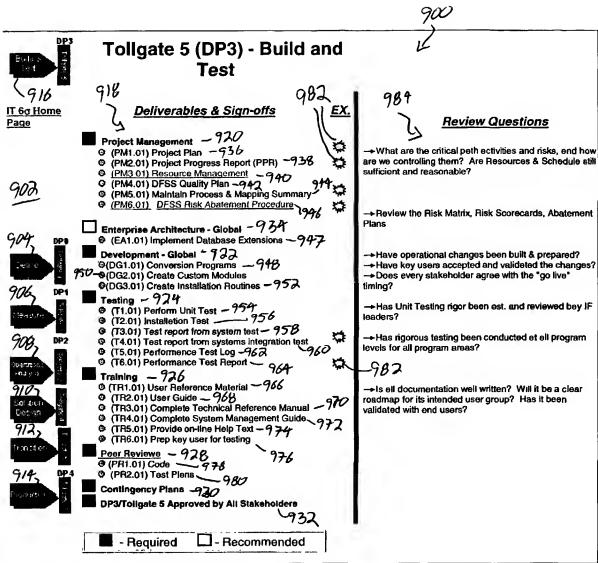 900
Tollgate 5 (DP3) - Build and
Test
DP3
Build &
Test
916
IT 6σ Home
Page
918
982
984
Deliverables & Sign-offs
EX.
Review Questions
Project Management - 920
(PM1.01) Project Plan - 936
(PM2.01) Project Progress Report (PPR) - 938
(PM3.01) Resource Management - 940
(PM4.01) DFSS Quality Plan - 942
(PM5.01) Maintain Process & Mapping Summary 944
(PM6.01) DFSS Risk Abatement Procedure
946
→What are the critical path activities and risks, end how
are we controlling them? Are Resources & Schedule still
sufficient and reasonable?
→Review the Risk Matrix, Risk Scorecards, Abatement
Plans
902
Enterprise Architecture - Global - 934
(EA1.01) Implement Database Extensions - 947
Development - Global - 922
(DG1.01) Conversion Programs - 948
950
(DG2.01) Create Custom Modules
(DG3.01) Create Installation Routines - 952
→Have operational changes been built & prepared?
→Have key users accepted and validated the changes?
→Does every stakeholder agree with the "go live"
timing?
904
DP0
Define
906
DP1
Measure
908
DP2
910
Solution
Design
912
Transition
914
DP4
Testing - 924
(T1.01) Perform Unit Test - 954
(T2.01) Installetion Test - 956
(T3.01) Test report from system test - 958
(T4.01) Test report from systems integration test
960
(T5.01) Performence Test Log - 962
(T6.01) Performance Test Report
964
982
→Has Unit Testing rigor been est. and reviewed bey IF
leaders?
→Has rigorous testing been conducted et ell program
levels for all program areas?
Training - 926
(TR1.01) User Reference Material - 966
(TR2.01) User Guide - 968
(TR3.01) Complete Technical Reference Manual - 970
(TR4.01) Complete System Management Guide - 972
(TR5.01) Provide on-line Help Text - 974
(TR6.01) Prep key user for testing
976
→Is ell documentation well written? Will it be a clear
roadmap for its intended user group? Has it been
validated with end users?
Peer Reviewe - 928
(PR1.01) Code - 978
(PR2.01) Test Plans
980
Contingency Plans - 930
DP3/Tollgate 5 Approved by All Stakeholders
932
- Required
- Recommended